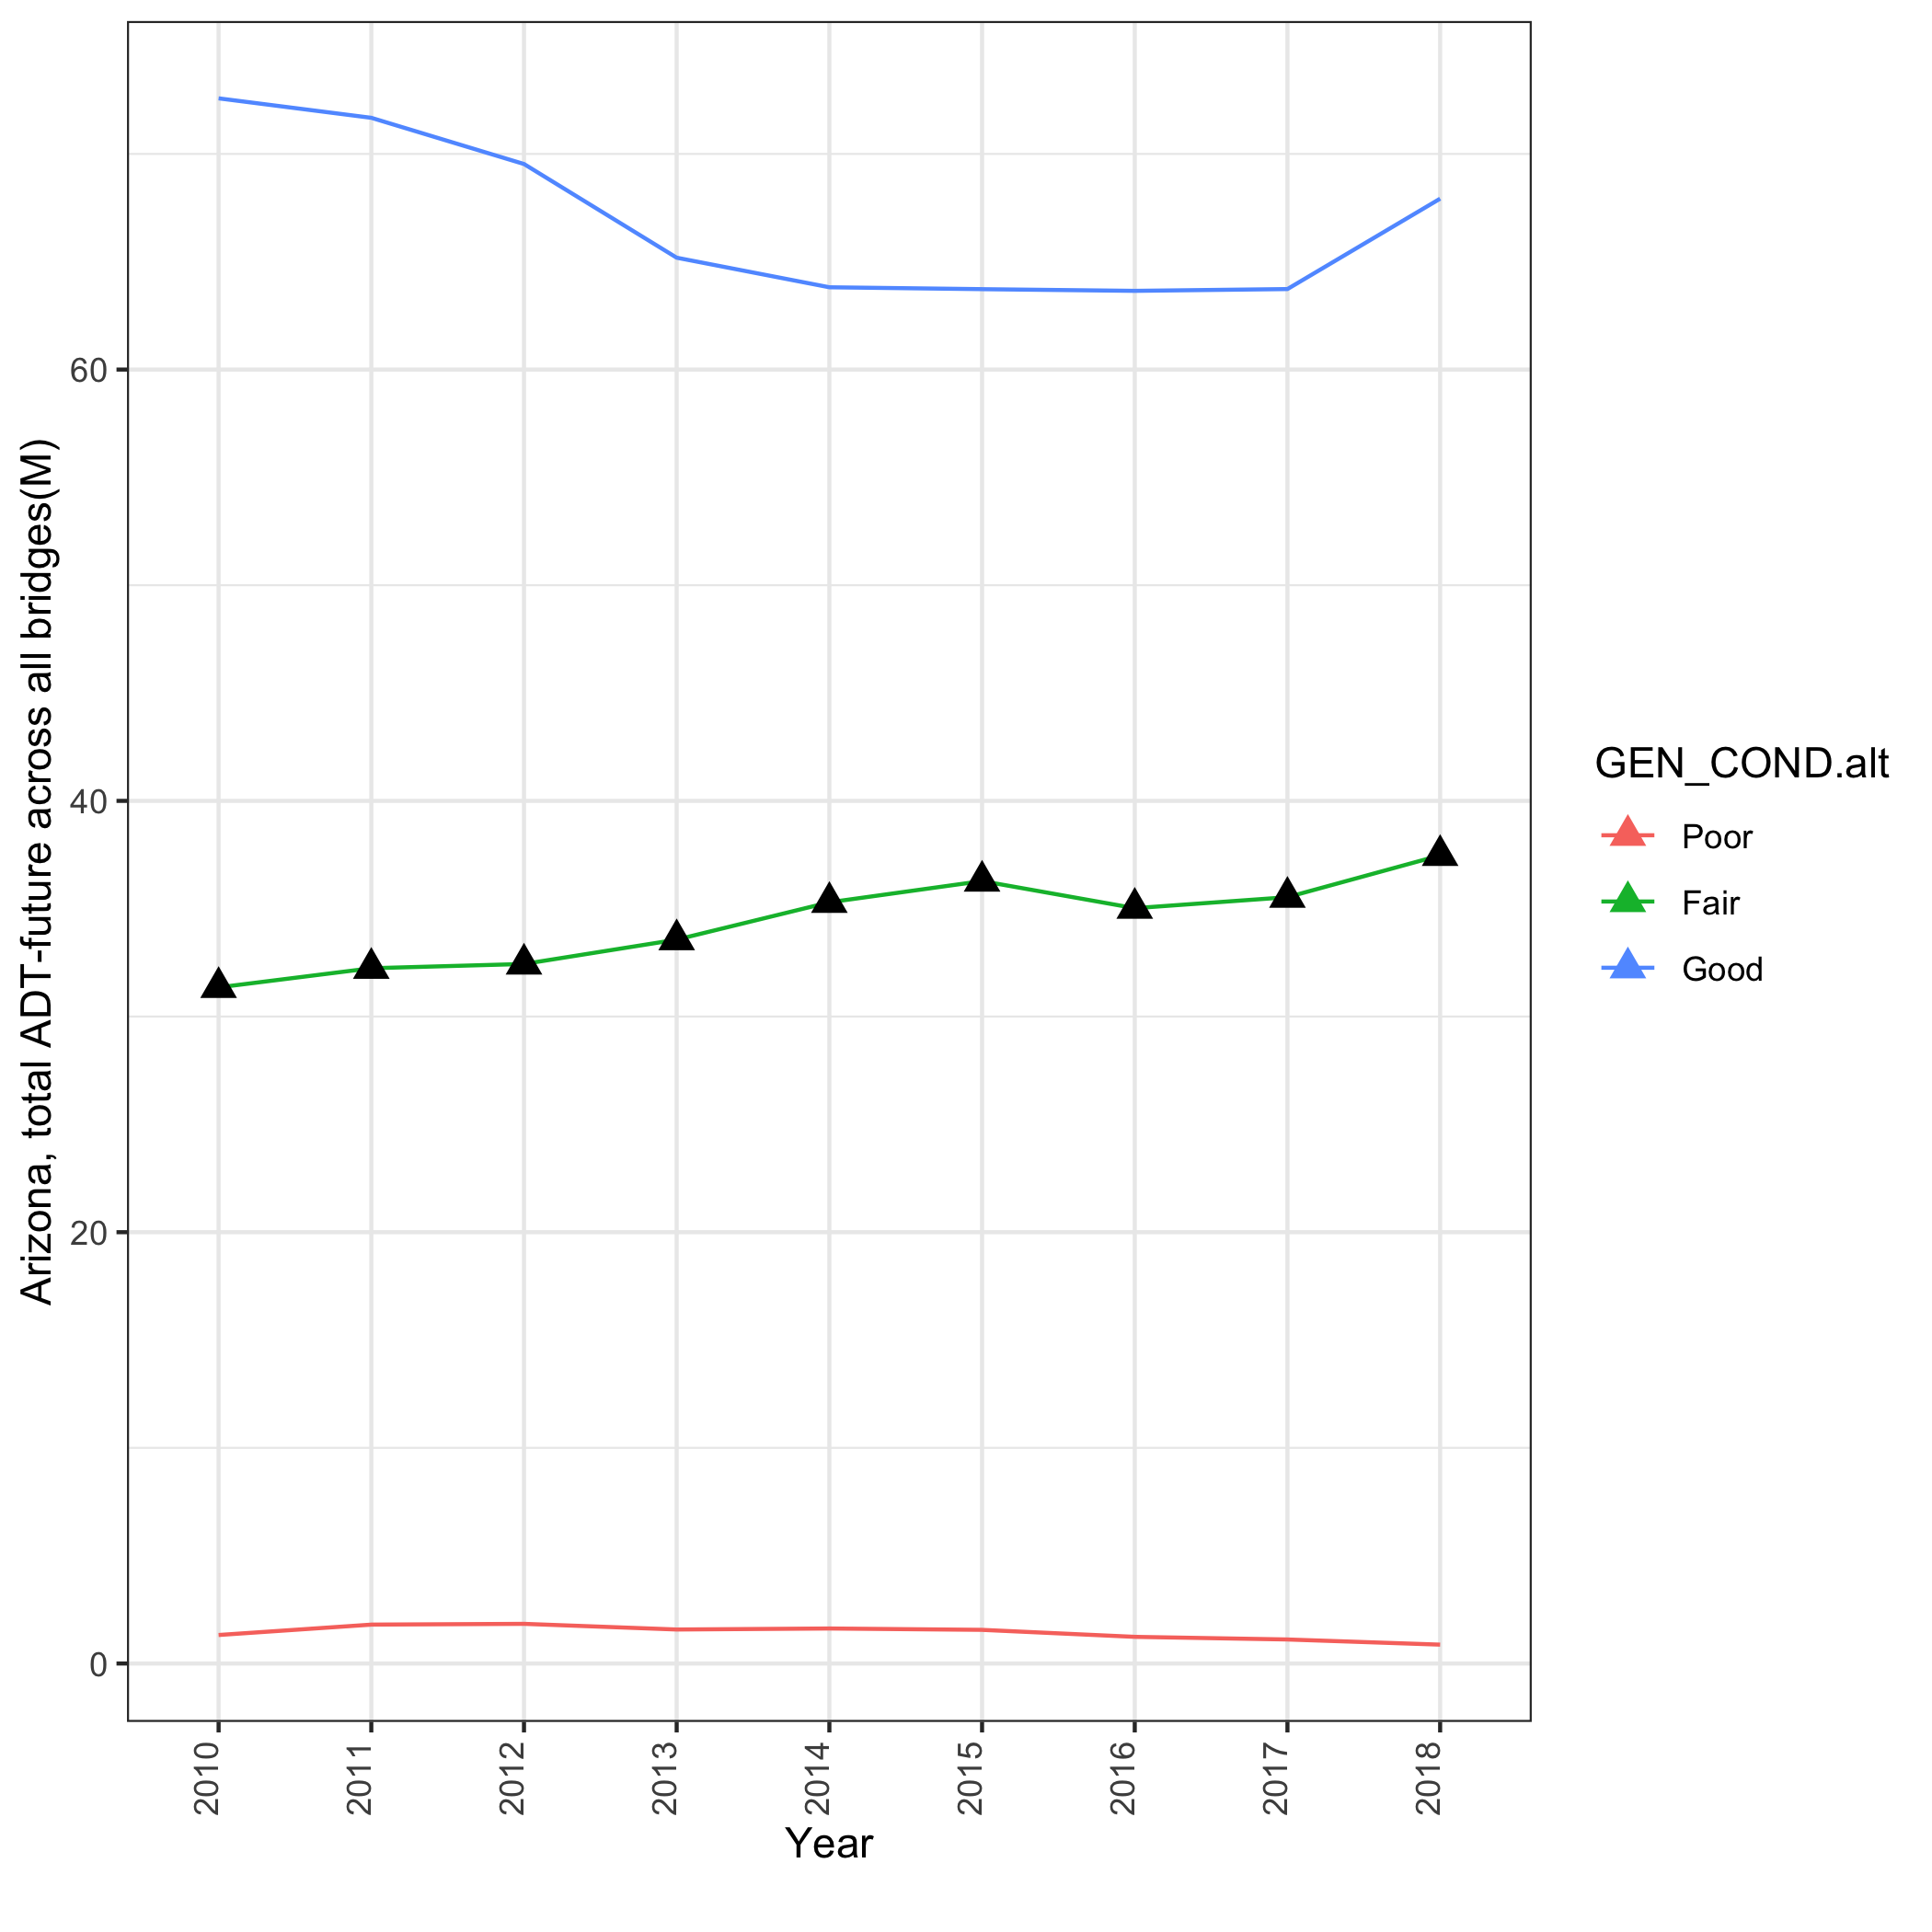 Arizona, total ADT-future across all bridges(M)
60
40
20
0
2010
2011
2012
2013
2014
2015
2016
2017
2018
Year
GEN_COND.alt
Poor
Fair
Good